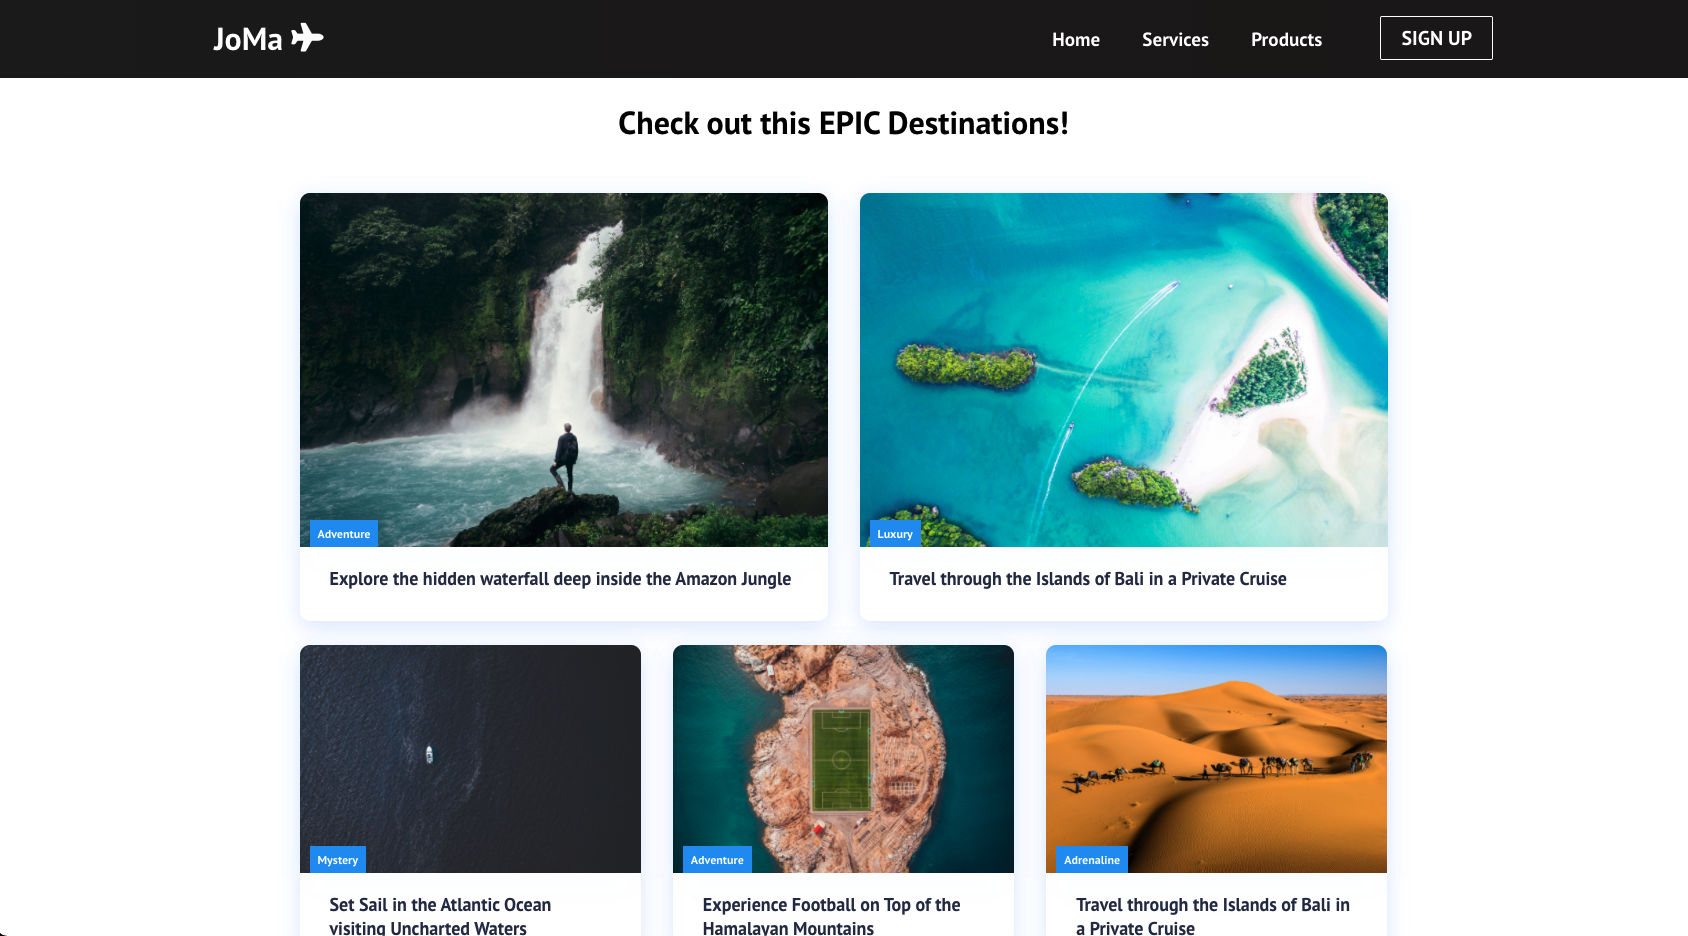 JoMa
Home
Services
Products
SIGN UP
Check out this EPIC Destinations!
Adventure
Explore the hidden waterfall deep inside the Amazon Jungle
Luxury
Travel through the Islands of Bali in a Private Cruise
Mystery
Set Sail in the Atlantic Ocean
visiting Uncharted Waters
Adventure
Experience Football on Top of the
Hamalayan Mountains
Adrenaline
Travel through the Islands of Bali in
a Private Cruise